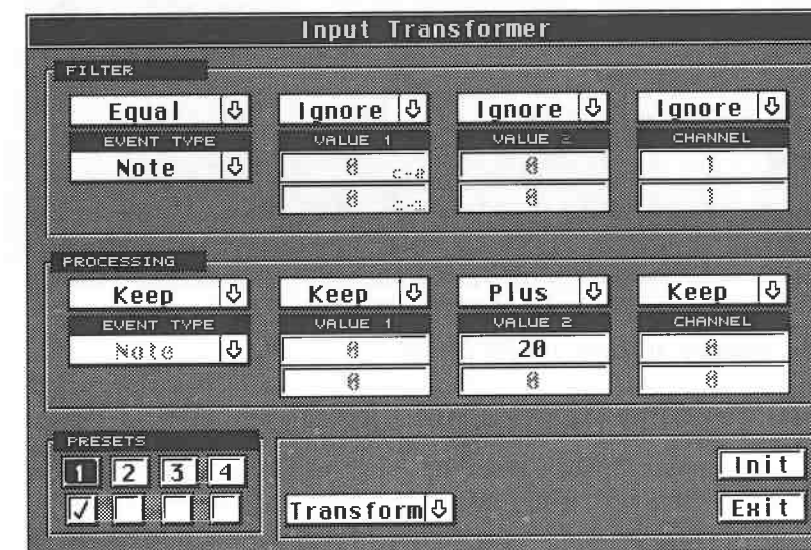 Input Transformer
FILTER
Equal Ignore Ignore Ignore
EVENT TYPE VALUE 1 VALUE 2 CHANNEL
Note 0 0 1
0 0 1
PROCESSING
Keep Keep Plus Keep
EVENT TYPE VALUE 1 VALUE 2 CHANNEL
Note 0 20 0
0 0 0
PRESETS
1 2 3 4
Init
Transform
Exit